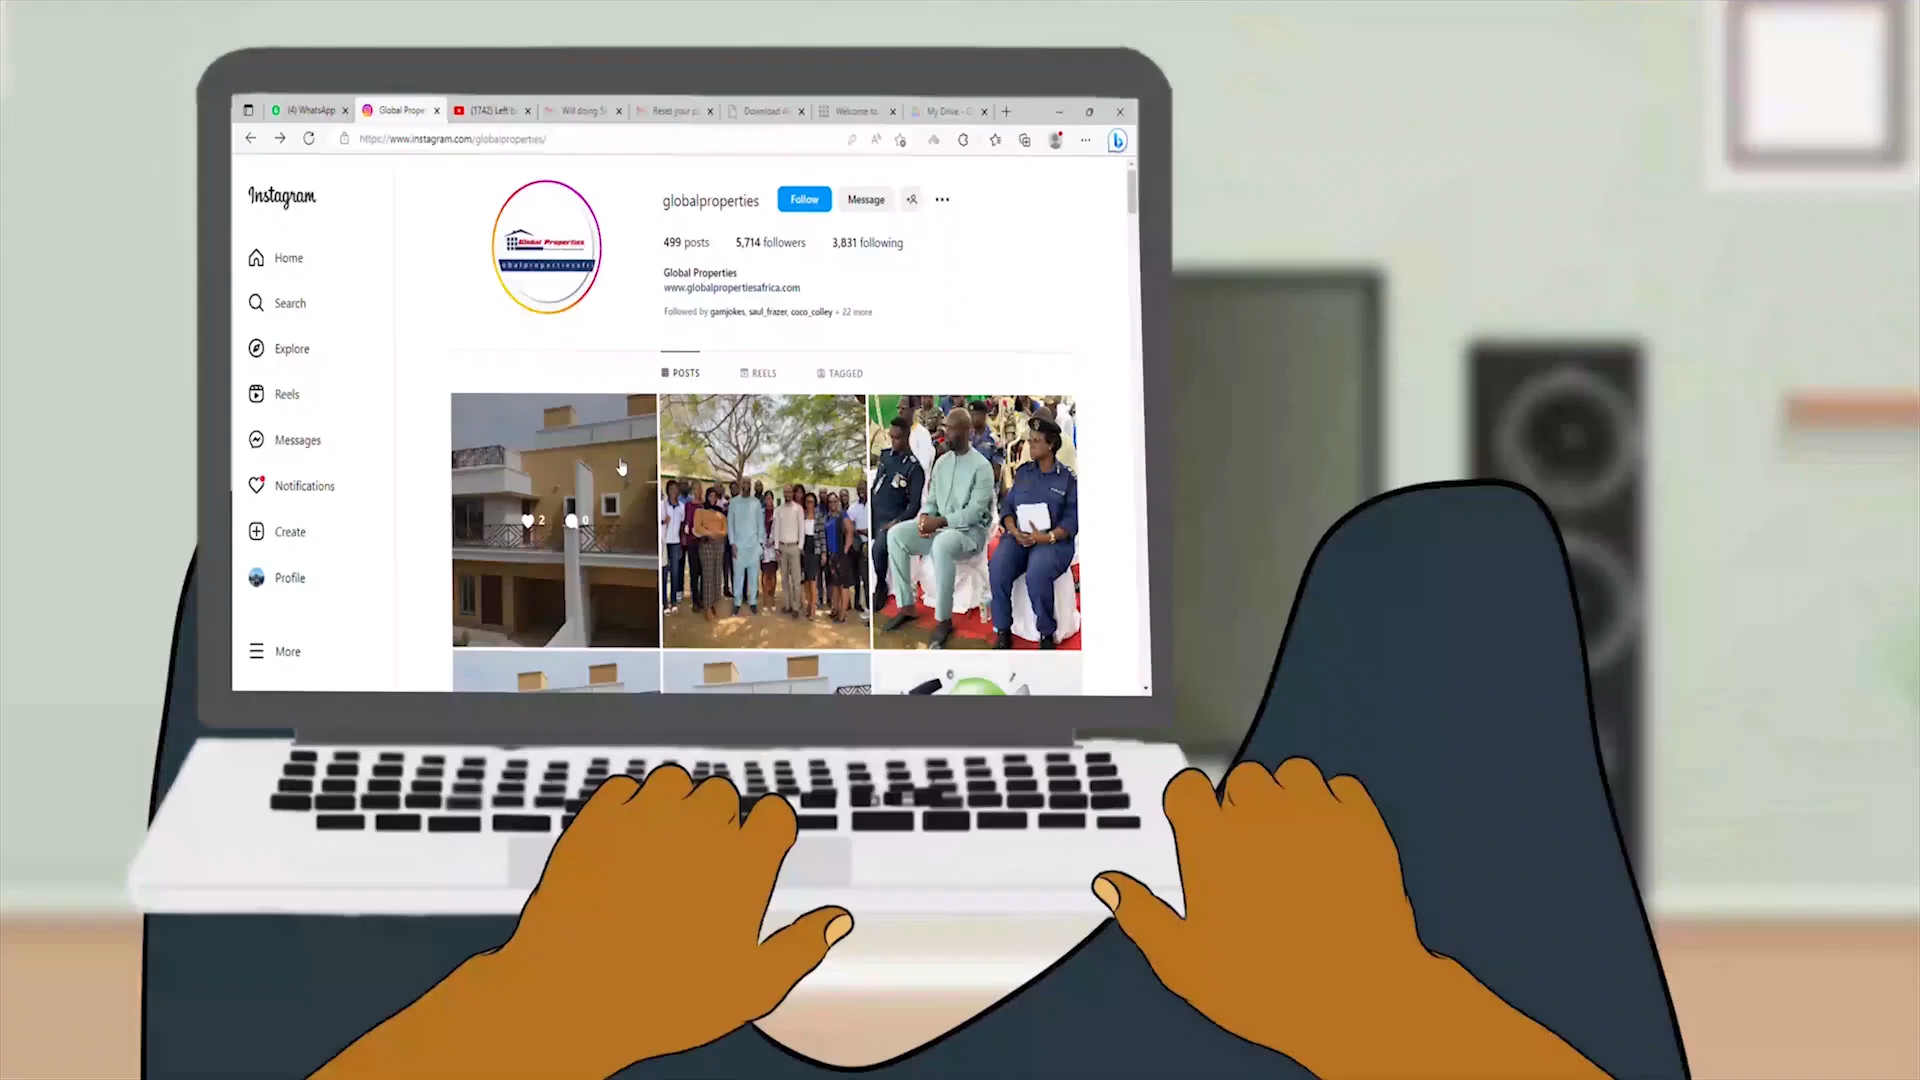 (4) WhatsApp
Global Prope
(1742) Left b
Will doing S
Reset your p
Download A
Welcome to
My Drive - G
https://www.instagram.com/globalproperties/
Instagram
globalproperties Follow Message
499 posts 5,714 followers 3,831 following
Global Properties
www.globalpropertiesafrica.com
Followed by gamjokes, saul_frazer, coco_colley + 22 more
Global Properties
Home
Search
Explore
Reels
Messages
Notifications
Create
Profile
More
POSTS REELS TAGGED
2 0